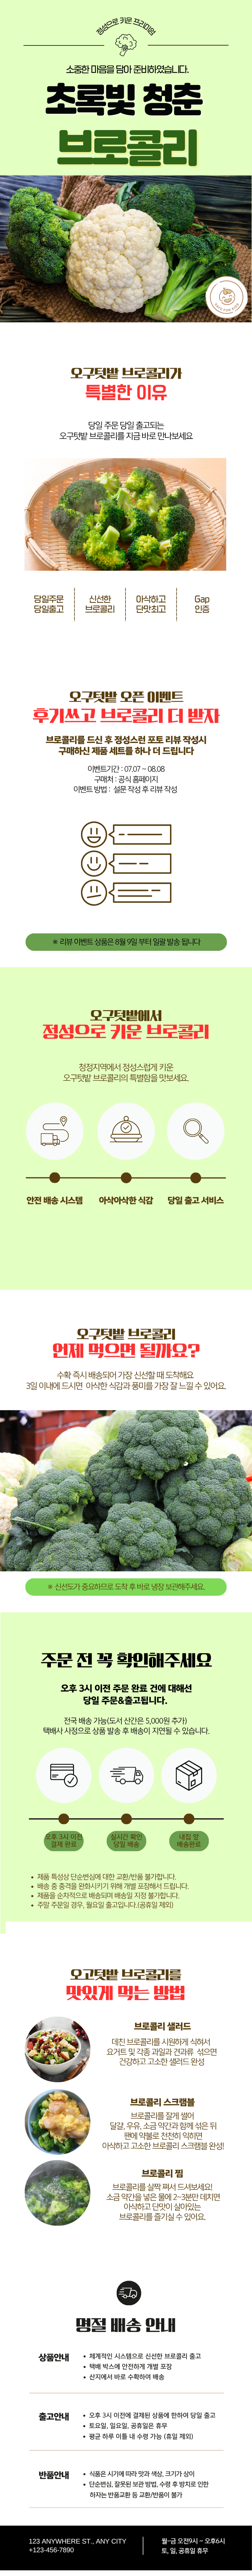 정성으로 키운 프리미엄
소중한 마음을 담아 준비하였습니다.
초록빛 청춘
브로콜리
오구텃밭 브로콜리가
특별한 이유
당일 주문 당일 출고되는
오구텃밭 브로콜리를 지금 바로 만나보세요
당일주문
당일출고
신선한
브로콜리
아삭하고
단맛최고
Gap
인증
오구텃밭 오픈 이벤트
후기쓰고 브로콜리 더 받자
브로콜리를 드신 후 정성스런 포토 리뷰 작성시
구매하신 제품 세트를 하나 더 드립니다
이벤트기간 : 07.07 ~ 08.08
구매처 : 공식 홈페이지
이벤트 방법 : 설문 작성 후 리뷰 작성
※ 리뷰 이벤트 상품은 8월 9일 부터 일괄 발송 됩니다
오구텃밭에서
정성으로 키운 브로콜리
청정지역에서 정성스럽게 키운
오구텃밭 브로콜리의 특별함을 맛보세요.
안전 배송 시스템
아삭아삭한 식감
당일 출고 서비스
오구텃밭 브로콜리
언제 먹으면 될까요?
수확 즉시 배송되어 가장 신선할 때 도착해요
3일 이내에 드시면 아삭한 식감과 풍미를 가장 잘 느낄 수 있어요.
※ 신선도가 중요하므로 도착 후 바로 냉장 보관해주세요.
주문 전 꼭 확인해주세요
오후 3시 이전 주문 완료 건에 대해선
당일 주문&출고됩니다.
전국 배송 가능(도서 산간은 5,000원 추가)
택배사 사정으로 상품 발송 후 배송이 지연될 수 있습니다.
오후 3시 이전
결제 완료
실시간 확인
당일 배송
내집 앞
배송완료
제품 특성상 단순변심에 대한 교환/반품 불가합니다.
배송 중 충격을 완화시키기 위해 개별 포장해서 드립니다.
제품을 순차적으로 배송되며 배송일 지정 불가합니다.
주말 주문일 경우, 월요일 출고입니다.(공휴일 제외)
오고텃밭 브로콜리를
맛있게 먹는 방법
브로콜리 샐러드
데친 브로콜리를 시원하게 식혀서
요거트 및 각종 과일과 견과류 섞으면
건강하고 고소한 샐러드 완성
브로콜리 스크램블
브로콜리를 잘게 썰어
달걀, 우유, 소금 약간과 함께 섞은 뒤
팬에 약불로 천천히 익히면
아삭하고 고소한 브로콜리 스크램블 완성!
브로콜리 찜
브로콜리를 살짝 쪄서 드셔보세요!
소금 약간을 넣은 물에 2~3분만 데치면
아삭하고 단맛이 살아있는
브로콜리를 즐기실 수 있어요.
명절 배송 안내
상품안내
체계적인 시스템으로 신선한 브로콜리 출고
택배 박스에 안전하게 개별 포장
산지에서 바로 수확하여 배송
출고안내
오후 3시 이전에 결제된 상품에 한하여 당일 출고
토요일, 일요일, 공휴일은 휴무
평균 하루 이틀 내 수령 가능 (휴일 제외)
반품안내
식품은 시기에 따라 맛과 색상, 크기가 상이
단순변심, 잘못된 보관 방법, 수령 후 방치로 인한
하자는 반품교환 등 교환/반품이 불가
123 ANYWHERE ST., ANY CITY
+123-456-7890
월~금 오전9시 ~ 오후6시
토, 일, 공휴일 휴무